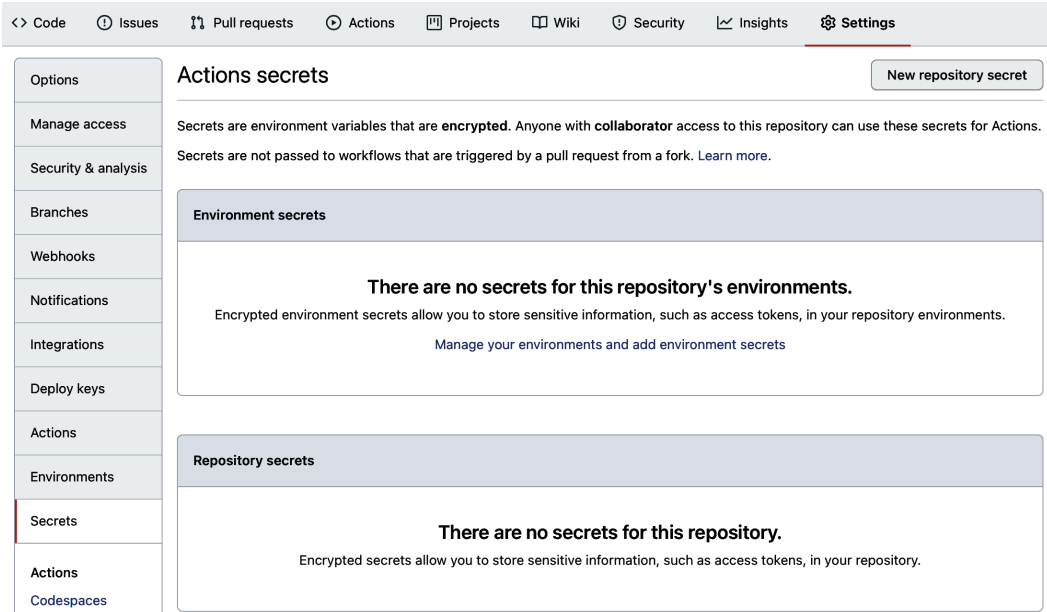 Code Issues Pull requests Actions Projects Wiki Security Insights Settings
Options
Manage access
Security & analysis
Branches
Webhooks
Notifications
Integrations
Deploy keys
Actions
Environments
Secrets
Actions
Codespaces
Actions secrets
New repository secret
Secrets are environment variables that are encrypted. Anyone with collaborator access to this repository can use these secrets for Actions.
Secrets are not passed to workflows that are triggered by a pull request from a fork. Learn more.
Environment secrets
There are no secrets for this repository's environments.
Encrypted environment secrets allow you to store sensitive information, such as access tokens, in your repository environments.
Manage your environments and add environment secrets
Repository secrets
There are no secrets for this repository.
Encrypted secrets allow you to store sensitive information, such as access tokens, in your repository.